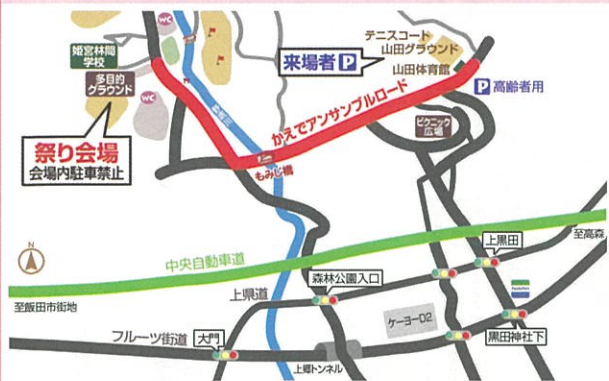 WC
姫宮林間
学校
多目的
グラウンド
WC
祭り会場
会場内駐車禁止
来場者 P
テニスコート
山田グラウンド
山田体育館
P 高齢者用
かえでアンサンブルロード
ピクニック
広場
もみじ橋
N
中央自動車道
至飯田市街地
上県道
森林公園入口
上黒田
至高森
フルーツ街道
大門
上郷トンネル
ケーヨーD2
FamilyMart
黒田神社下